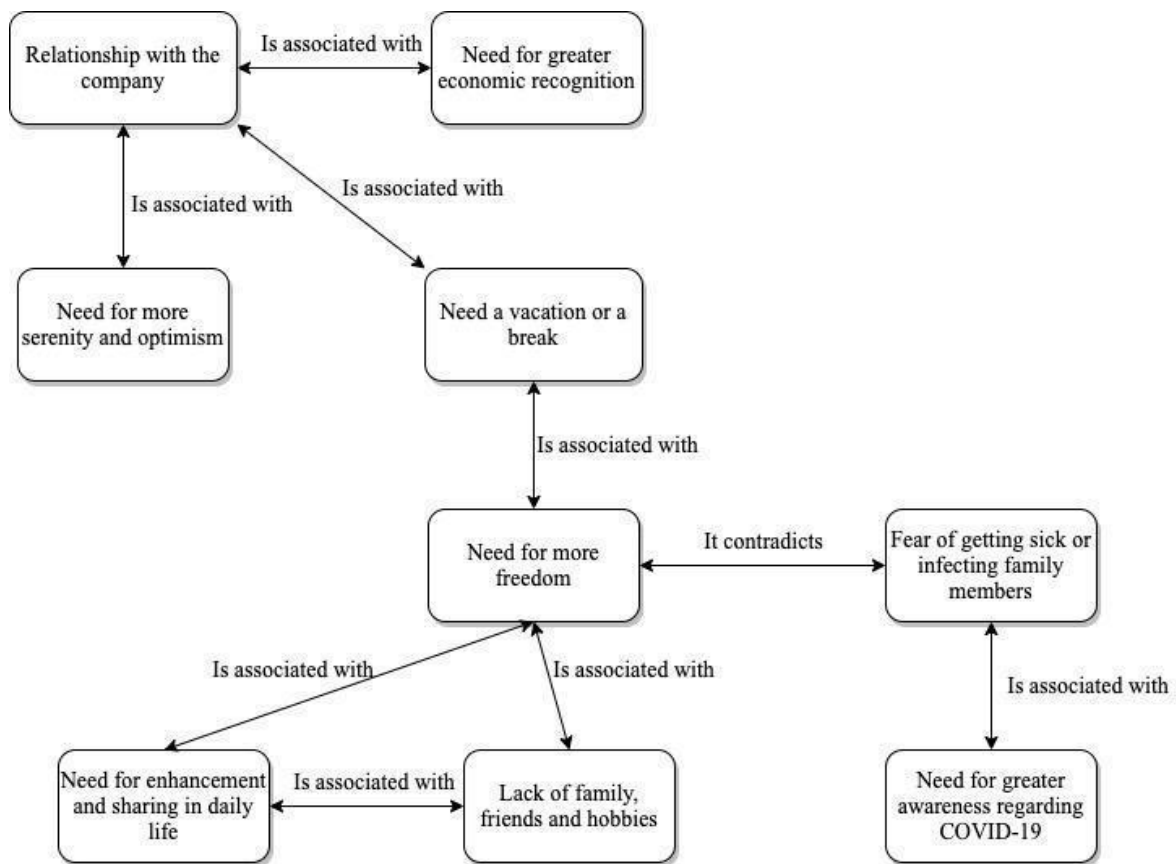 Relationship with the
company
Is associated with
Need for greater
economic recognition
Is associated with
Is associated with
Need for more
serenity and optimism
Need a vacation or a
break
Is associated with
Need for more
freedom
It contradicts
Fear of getting sick or
infecting family
members
Is associated with
Is associated with
Is associated with
Need for enhancement
and sharing in daily
life
Is associated with
Lack of family,
friends and hobbies
Need for greater
awareness regarding
COVID-19